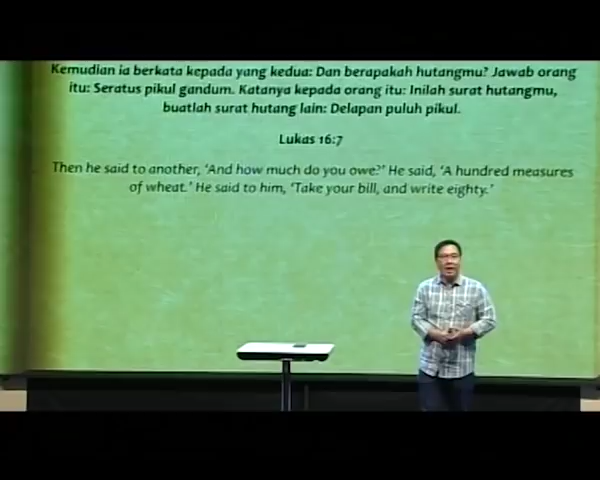 Kemudian ia berkata kepada yang kedua: Dan berapakah hutangmu? Jawab orang
itu: Seratus pikul gandum. Katanya kepada orang itu: Inilah surat hutangmu,
buatlah surat hutang lain: Delapan puluh pikul.
Lukas 16:7
Then he said to another, ‘And how much do you owe?’ He said, ‘A hundred measures
of wheat.’ He said to him, ‘Take your bill, and write eighty.’